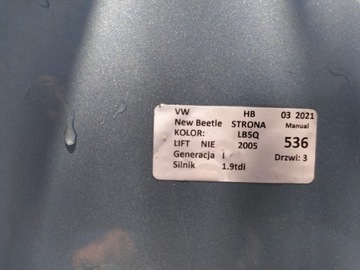 VW HB 03 2021
New Beetle STRONA Manual
KOLOR: LB5Q
LIFT NIE 2005 536
Generacja I Drzwi: 3
Silnik 1.9tdi